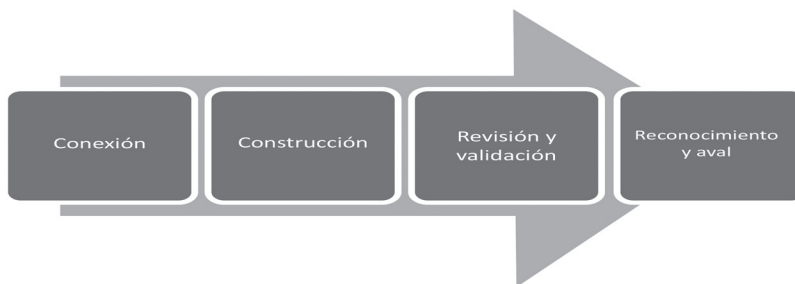 Conexión
Construcción
Revisión y
validación
Reconocimiento
y aval